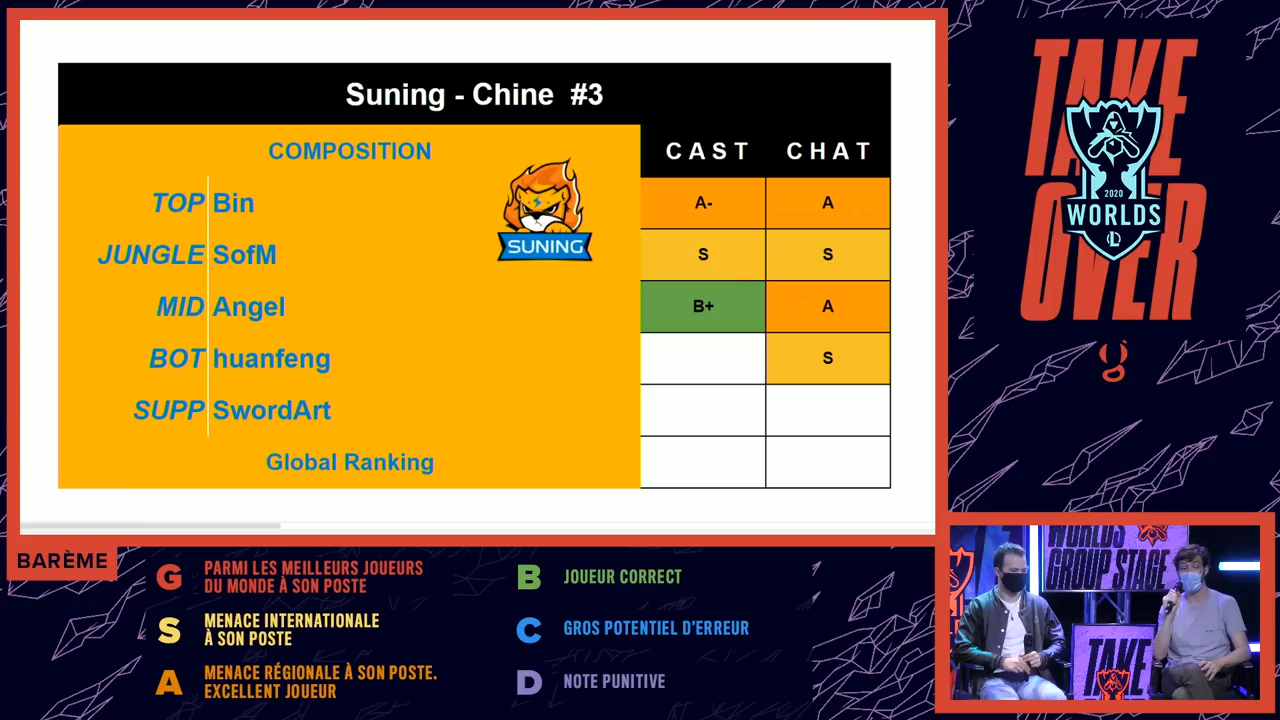 Suning - Chine #3
COMPOSITION
CAST CHAT
TOP Bin A- A
SUNING
JUNGLE SofM S S
MID Angel B+ A
BOT huanfeng S
SUPP SwordArt
Global Ranking
TAKE
OVER
2020
WORLDS
BARÈME
G PARMI LES MEILLEURS JOUEURS
DU MONDE À SON POSTE
S MENACE INTERNATIONALE
À SON POSTE
A MENACE RÉGIONALE À SON POSTE.
EXCELLENT JOUEUR
B JOUEUR CORRECT
C GROS POTENTIEL D'ERREUR
D NOTE PUNITIVE
WORLDS
GROUP STAGE
TAKE